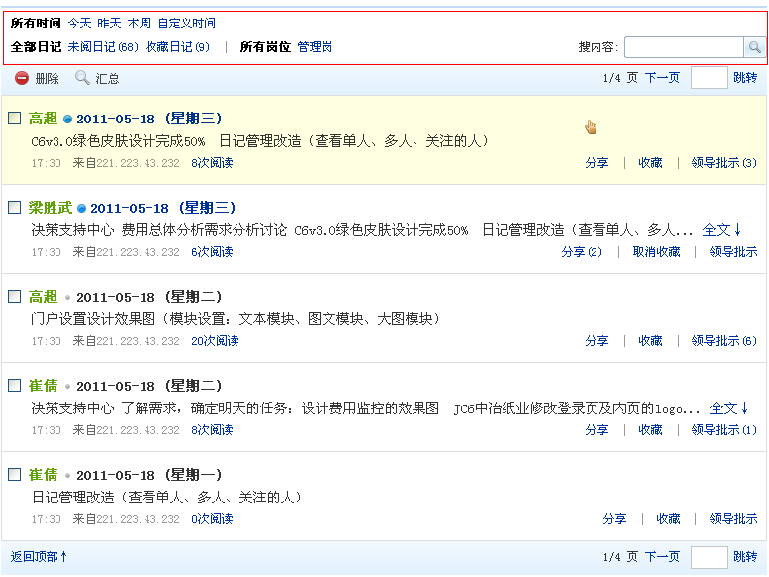 所有时间 今天 昨天 本周 自定义时间
全部日记 未阅日记(68) 收藏日记(9) | 所有岗位 管理岗 搜内容:
删除 汇总 1/4 页 下一页 跳转
高超 2011-05-18 (星期三)
C6v3.0绿色皮肤设计完成50% 日记管理改造（查看单人、多人、关注的人）
17:30 来自221.223.43.232 8次阅读 分享 | 收藏 | 领导批示(3)
梁胜武 2011-05-18 (星期三)
决策支持中心 费用总体分析需求分析讨论 C6v3.0绿色皮肤设计完成50% 日记管理改造（查看单人、多人... 全文↓
17:30 来自221.223.43.232 6次阅读 分享(2) | 取消收藏 | 领导批示
高超 2011-05-18 (星期二)
门户设置设计效果图（模块设置：文本模块、图文模块、大图模块）
17:30 来自221.223.43.232 20次阅读 分享 | 收藏 | 领导批示(6)
崔倩 2011-05-18 (星期二)
决策支持中心 了解需求，确定明天的任务：设计费用监控的效果图 JC6中冶纸业修改登录页及内页的logo... 全文↓
17:30 来自221.223.43.232 8次阅读 分享 | 收藏 | 领导批示(1)
崔倩 2011-05-18 (星期一)
日记管理改造（查看单人、多人、关注的人）
17:30 来自221.223.43.232 0次阅读 分享 | 收藏 | 领导批示
返回顶部↑ 1/4 页 下一页 跳转